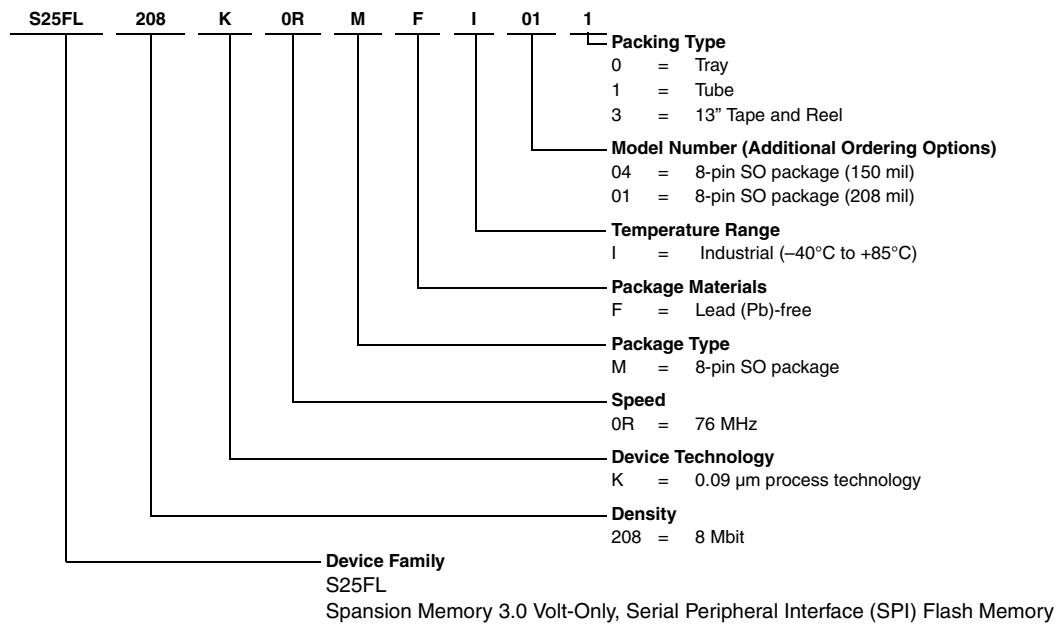 S25FL 208 K 0R M F I 01 1
Packing Type
0 = Tray
1 = Tube
3 = 13” Tape and Reel
Model Number (Additional Ordering Options)
04 = 8-pin SO package (150 mil)
01 = 8-pin SO package (208 mil)
Temperature Range
I = Industrial (–40°C to +85°C)
Package Materials
F = Lead (Pb)-free
Package Type
M = 8-pin SO package
Speed
0R = 76 MHz
Device Technology
K = 0.09 µm process technology
Density
208 = 8 Mbit
Device Family
S25FL
Spansion Memory 3.0 Volt-Only, Serial Peripheral Interface (SPI) Flash Memory